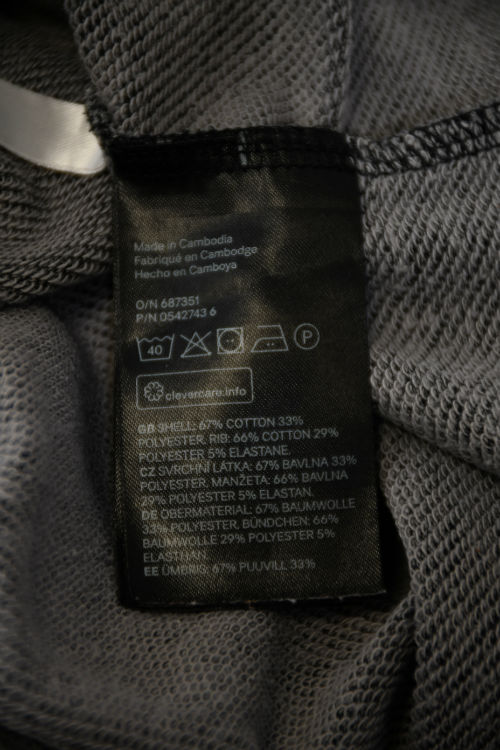 Made in Cambodia
Fabriqué en Cambodge
Hecho en Camboya
O/N 687351
P/N 0542743 6
40
P
clevercare.info
GB SHELL: 67% COTTON 33%
POLYESTER, RIB: 66% COTTON 29%
POLYESTER 5% ELASTANE.
CZ SVRCHNÍ LÁTKA: 67% BAVLNA 33%
POLYESTER, MANŽETA: 66% BAVLNA
29% POLYESTER 5% ELASTAN.
DE OBERMATERIAL: 67% BAUMWOLLE
33% POLYESTER, BÜNDCHEN: 66%
BAUMWOLLE 29% POLYESTER 5%
ELASTHAN.
EE ÜMBRIS: 67% PUUVILL 33%